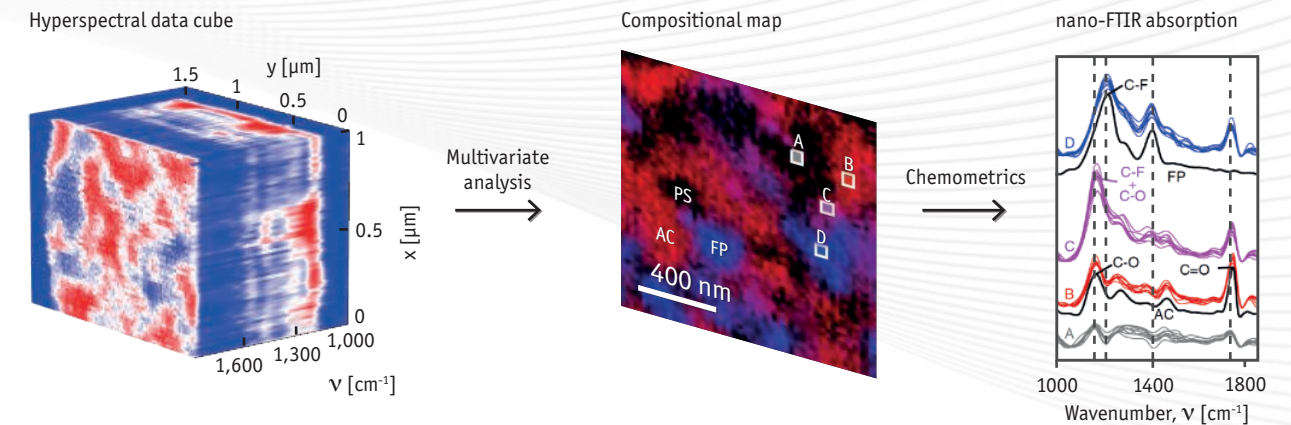 Hyperspectral data cube
y [µm]
1.5
1
0.5
0
1
0.5
0
x [µm]
1,600
1,300
1,000
ν [cm-1]
Multivariate
analysis
Compositional map
A
B
C
D
PS
AC
FP
400 nm
Chemometrics
nano-FTIR absorption
C-F
D
FP
C-F
+
C-O
C
C-O
C=O
B
AC
A
1000
1400
1800
Wavenumber, ν [cm-1]